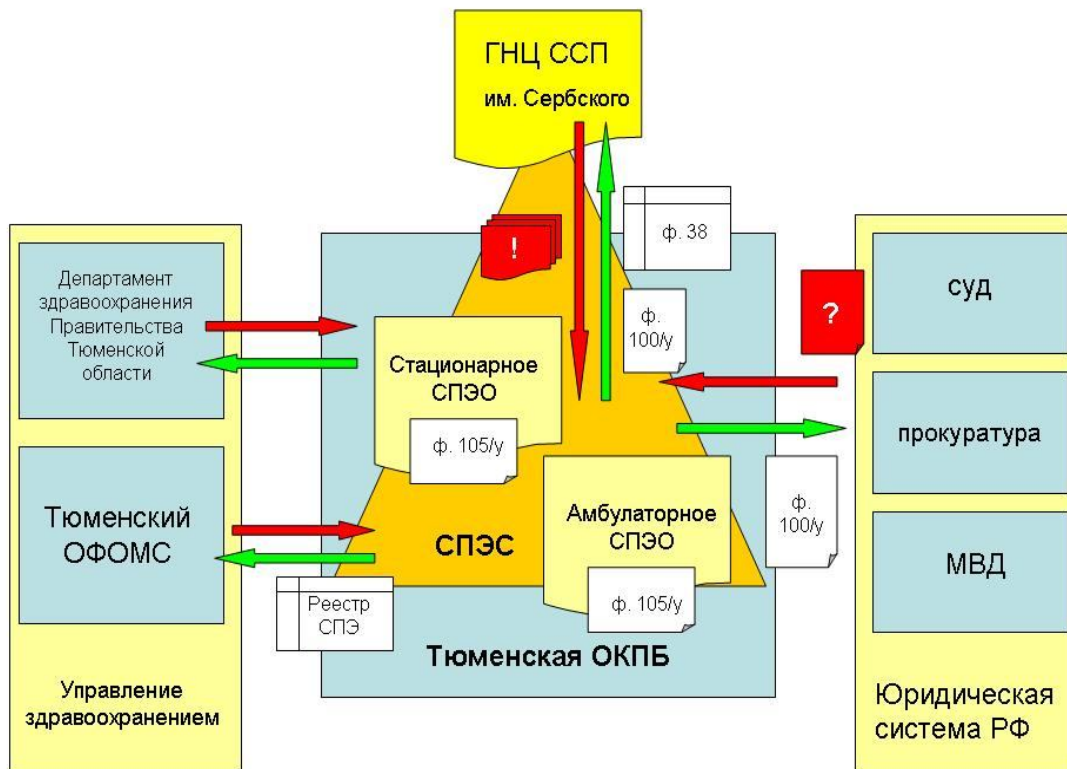 ГНЦ ССП
им. Сербского
ф. 38
!
Департамент
здравоохранения
Правительства
Тюменской
области
суд
?
ф.
100/у
Стационарное
СПЭО
ф. 105/у
прокуратура
Тюменский
ОФОМС
ф.
100/у
Амбулаторное
СПЭО
СПЭС
МВД
Реестр
СПЭ
ф. 105/у
Тюменская ОКПБ
Управление
здравоохранением
Юридическая
система РФ